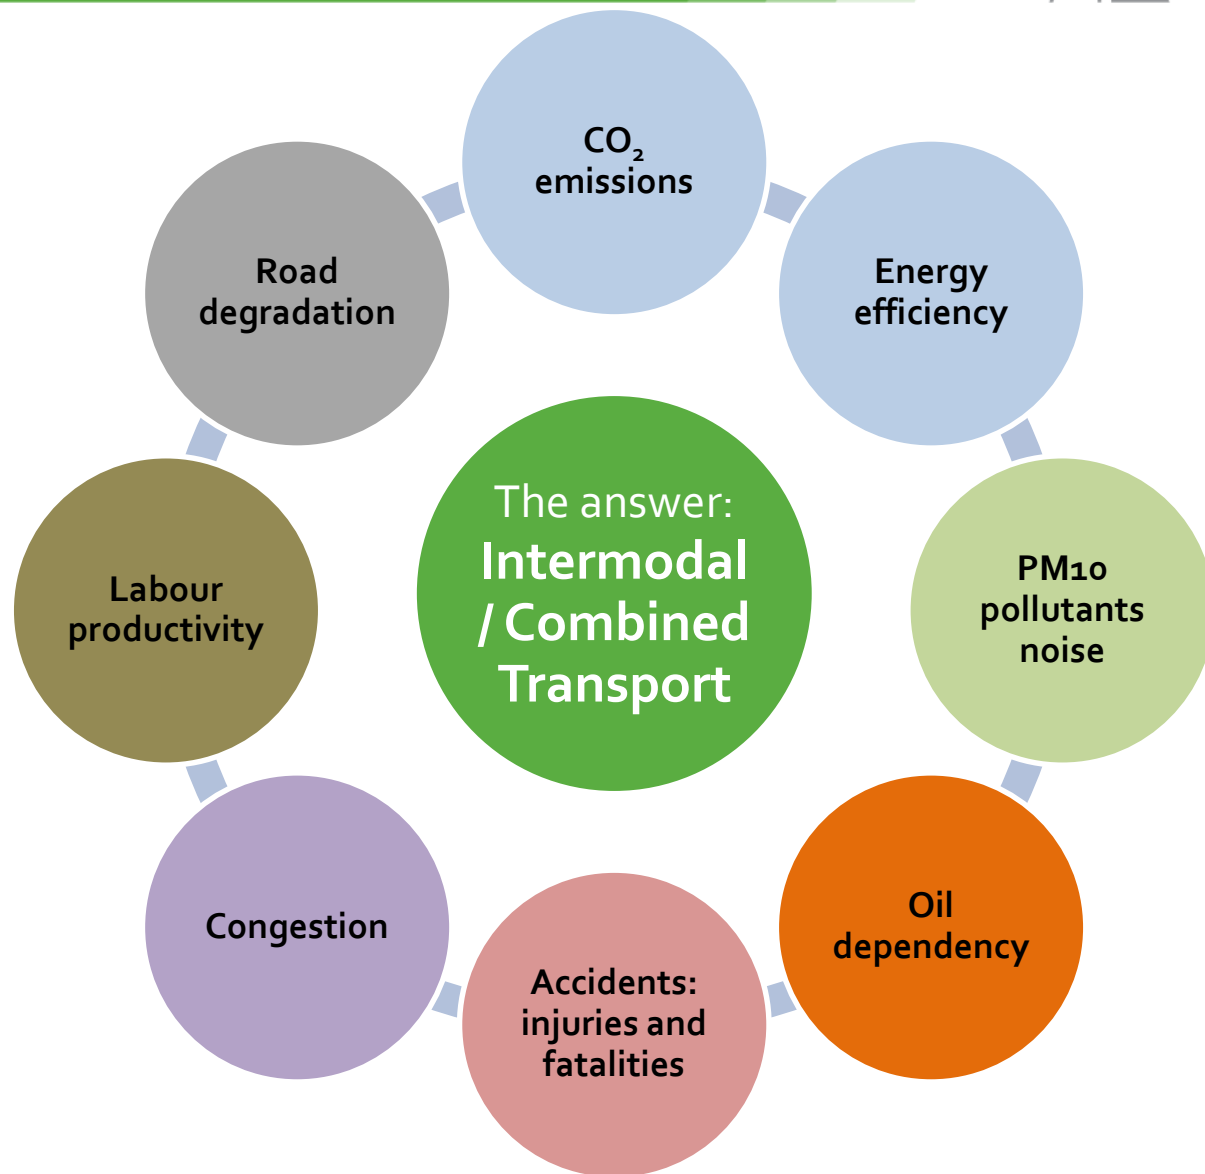 CO₂
emissions
Energy
efficiency
PM10
pollutants
noise
Oil
dependency
Accidents:
injuries and
fatalities
Congestion
Labour
productivity
Road
degradation
The answer:
Intermodal
/ Combined
Transport